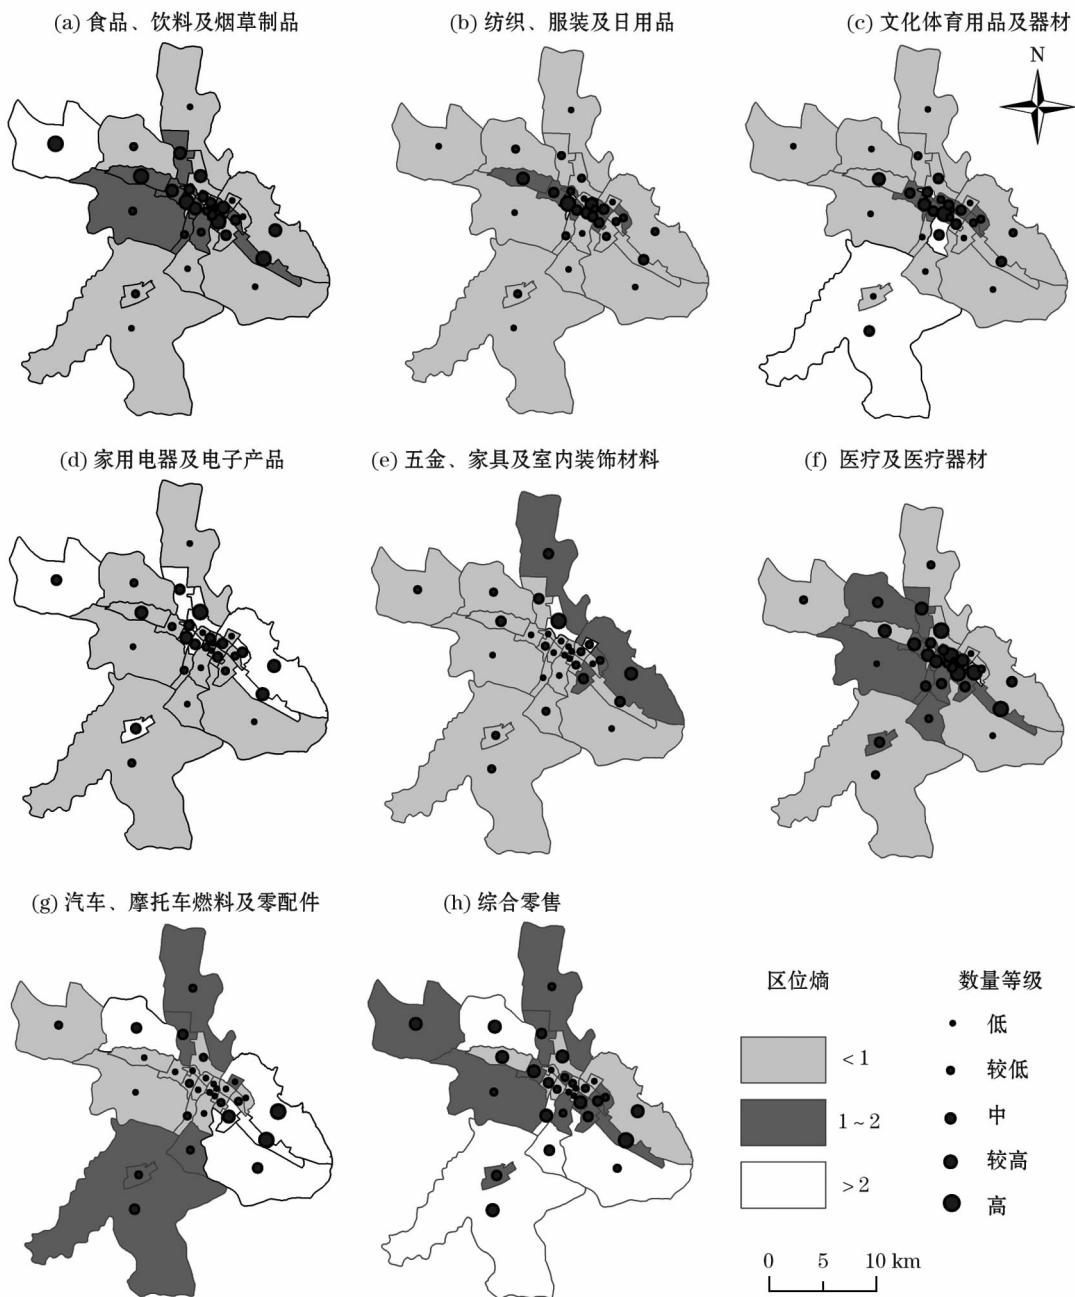 (a) 食品、饮料及烟草制品
(b) 纺织、服装及日用品
(c) 文化体育用品及器材
N
(d) 家用电器及电子产品
(e) 五金、家具及室内装饰材料
(f) 医疗及医疗器材
(g) 汽车、摩托车燃料及零配件
(h) 综合零售
区位熵
<1
1~2
>2
数量等级
低
较低
中
较高
高
0 5 10 km